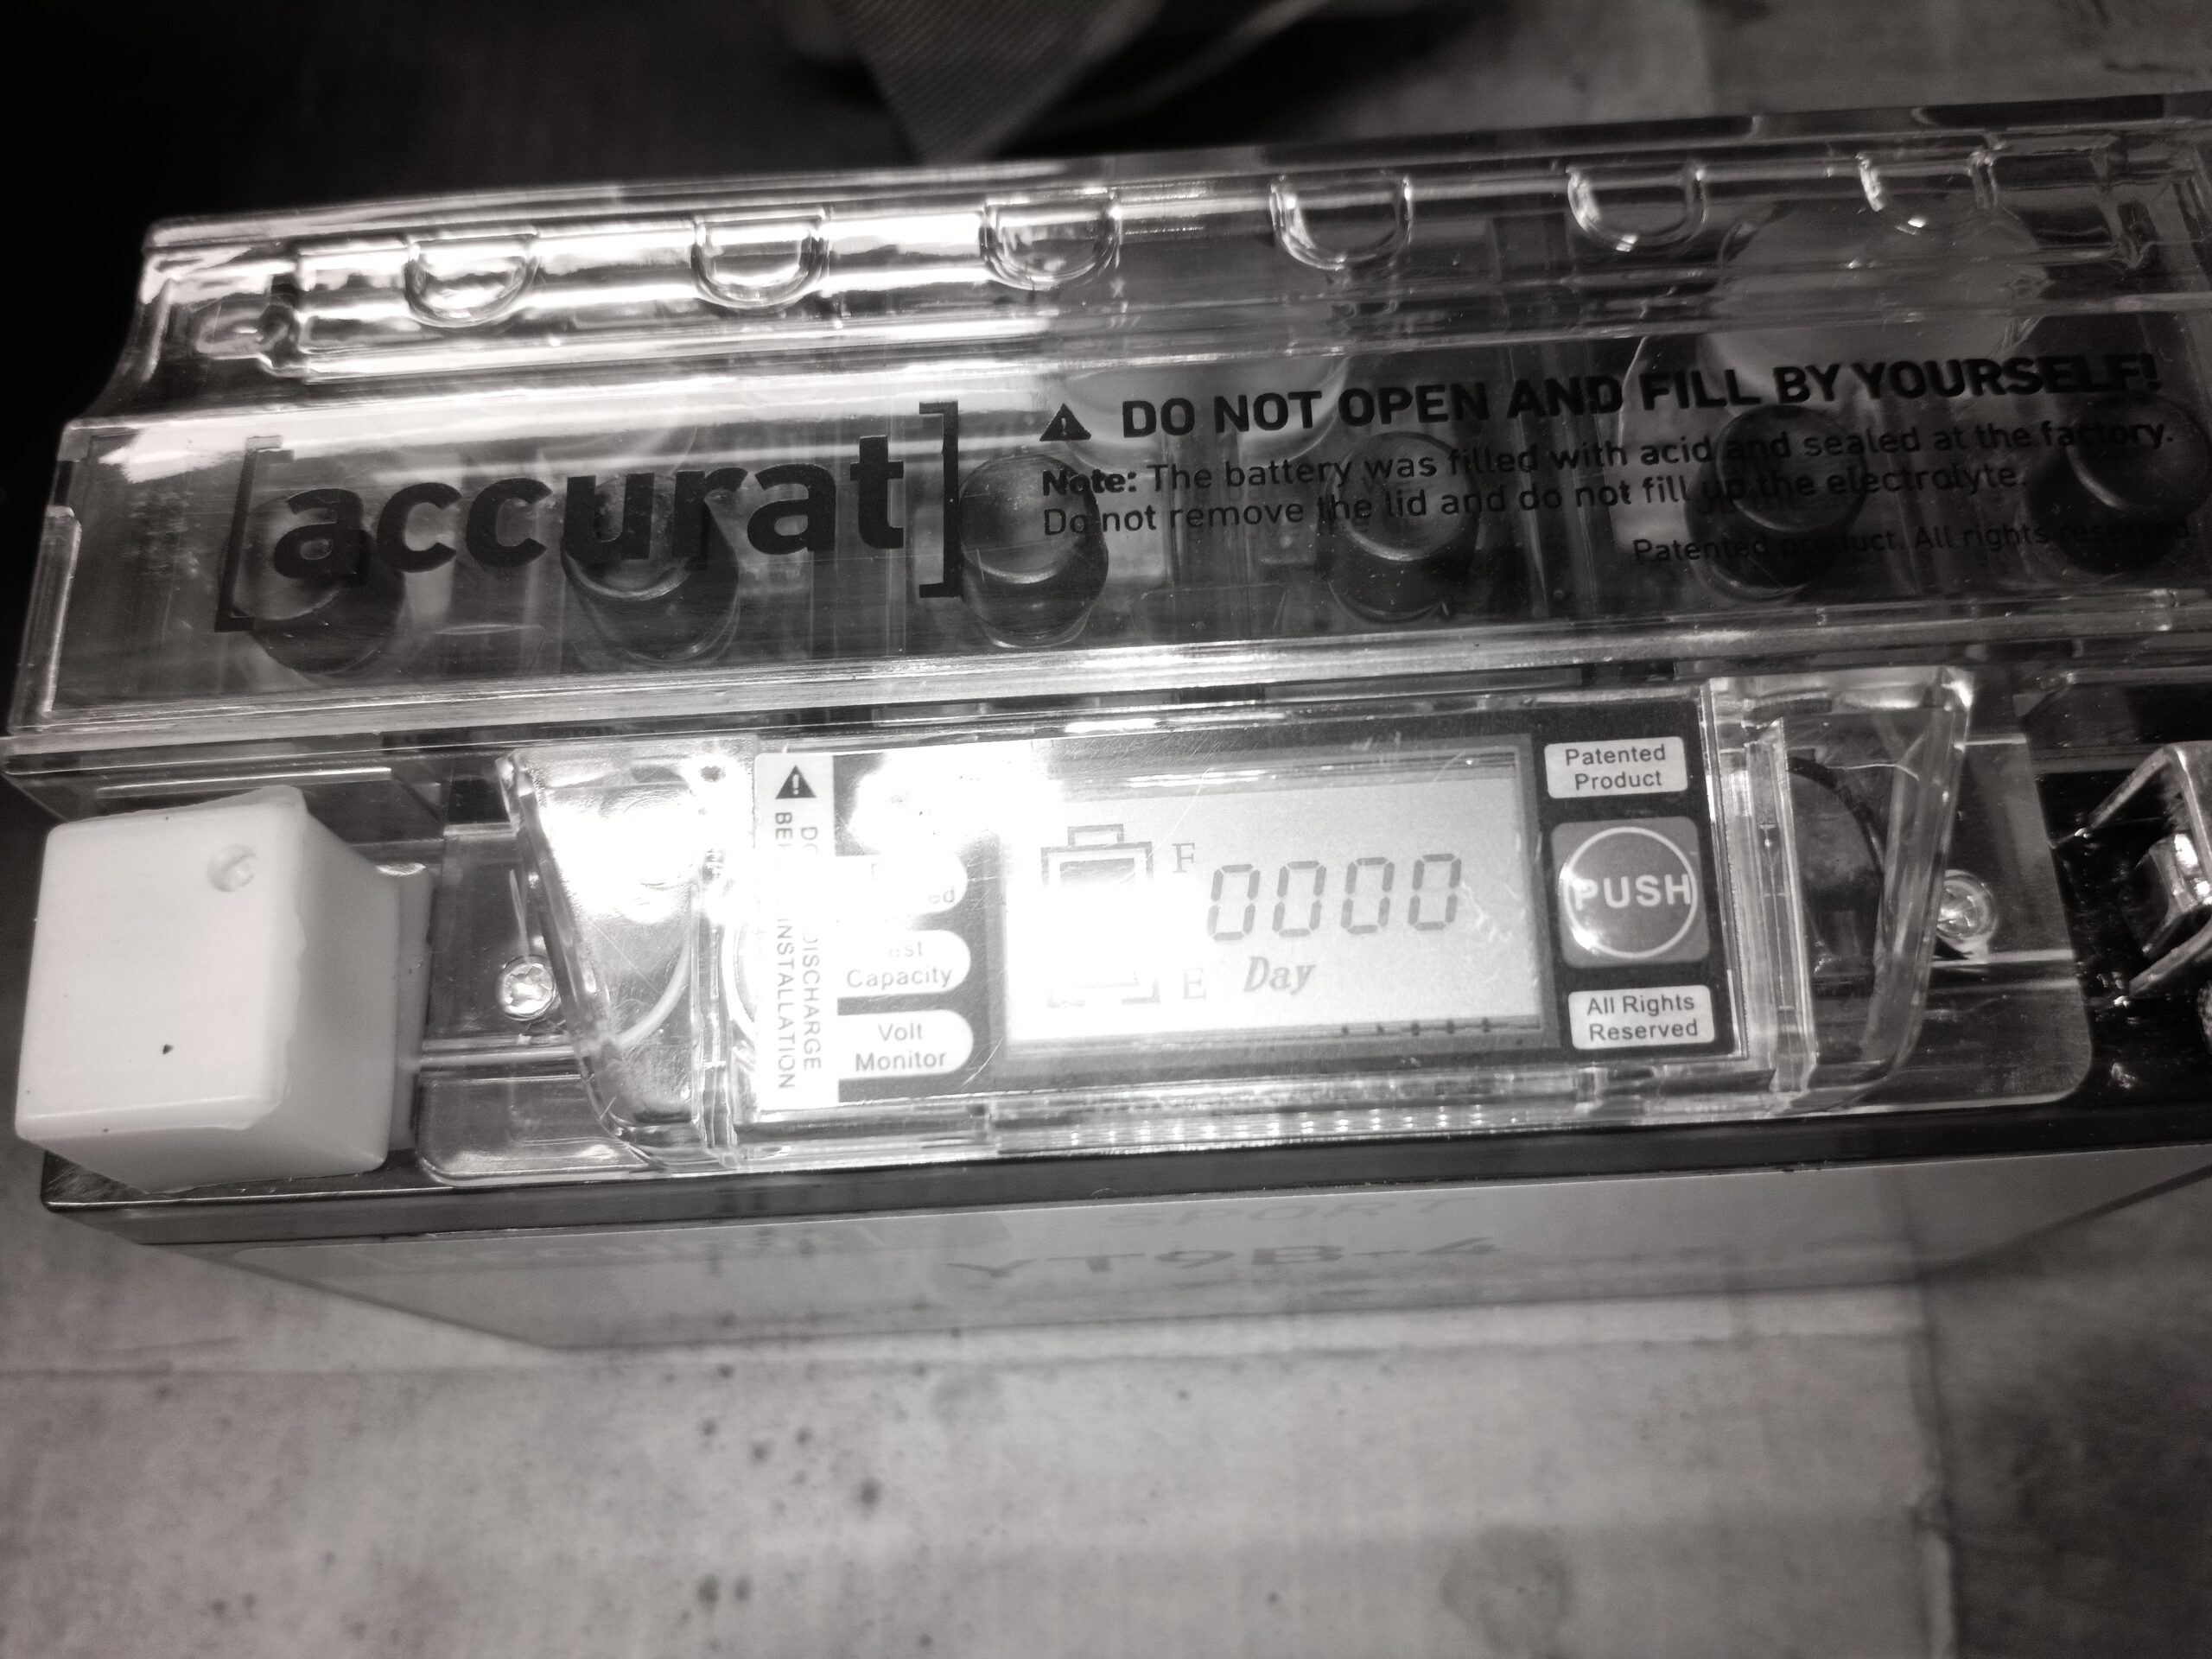 [accurat]
DO NOT OPEN AND FILL BY YOURSELF!
Note: The battery was filled with acid and sealed at the factory.
Do not remove the lid and do not fill up the electrolyte.
Patented product. All rights reserved.
DISCHARGE
INSTALLATION
Capacity
Volt
Monitor
F
0000
E Day
Patented
Product
PUSH
All Rights
Reserved
SPORT
YT9B-4